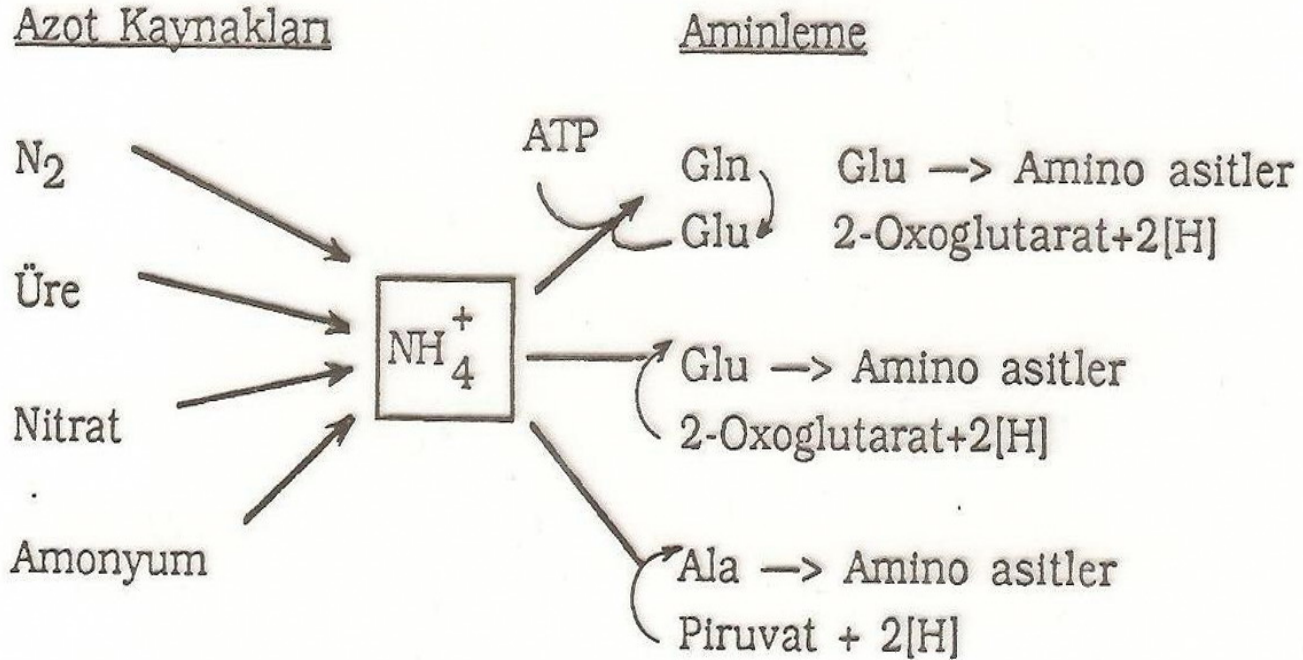 Azot Kaynakları
Aminleme
N2
Üre
Nitrat
Amonyum
NH4+
ATP
Gln Glu —> Amino asitler
Glu 2-Oxoglutarat+2[H]
Glu —> Amino asitler
2-Oxoglutarat+2[H]
Ala —> Amino asitler
Piruvat + 2[H]